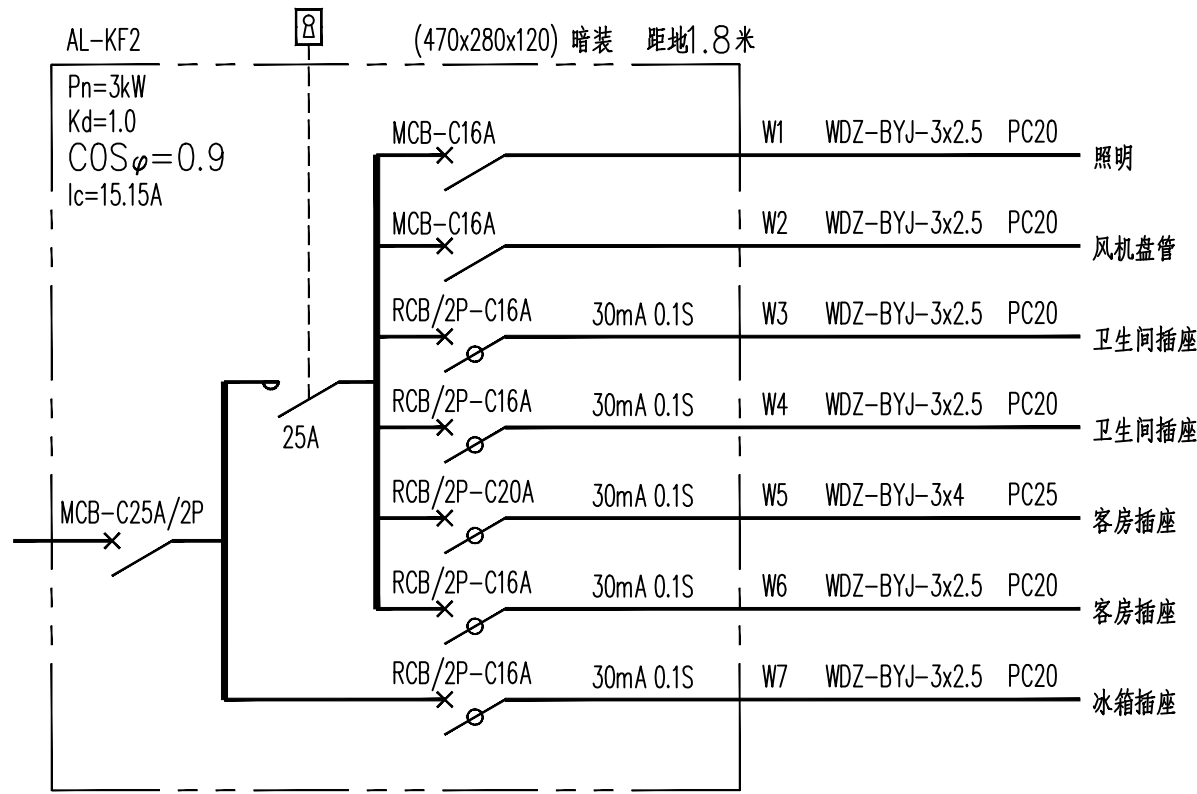 AL-KF2 (470x280x120) 暗装 距地1.8米
Pn=3kW
Kd=1.0
COSφ=0.9
Ic=15.15A
MCB-C16A W1 WDZ-BYJ-3x2.5 PC20 照明
MCB-C16A W2 WDZ-BYJ-3x2.5 PC20 风机盘管
RCB/2P-C16A 30mA 0.1S W3 WDZ-BYJ-3x2.5 PC20 卫生间插座
RCB/2P-C16A 30mA 0.1S W4 WDZ-BYJ-3x2.5 PC20 卫生间插座
25A
RCB/2P-C20A 30mA 0.1S W5 WDZ-BYJ-3x4 PC25 客房插座
MCB-C25A/2P
RCB/2P-C16A 30mA 0.1S W6 WDZ-BYJ-3x2.5 PC20 客房插座
RCB/2P-C16A 30mA 0.1S W7 WDZ-BYJ-3x2.5 PC20 冰箱插座